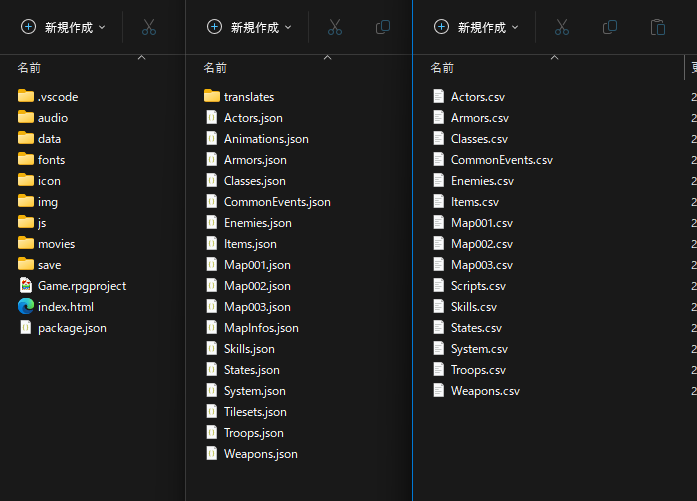 新規作成
名前
.vscode
audio
data
fonts
icon
img
js
movies
save
Game.rpgproject
index.html
package.json
新規作成
名前
translates
Actors.json
Animations.json
Armors.json
Classes.json
CommonEvents.json
Enemies.json
Items.json
Map001.json
Map002.json
Map003.json
MapInfos.json
Skills.json
States.json
System.json
Tilesets.json
Troops.json
Weapons.json
新規作成
名前
Actors.csv
Armors.csv
Classes.csv
CommonEvents.csv
Enemies.csv
Items.csv
Map001.csv
Map002.csv
Map003.csv
Scripts.csv
Skills.csv
States.csv
System.csv
Troops.csv
Weapons.csv